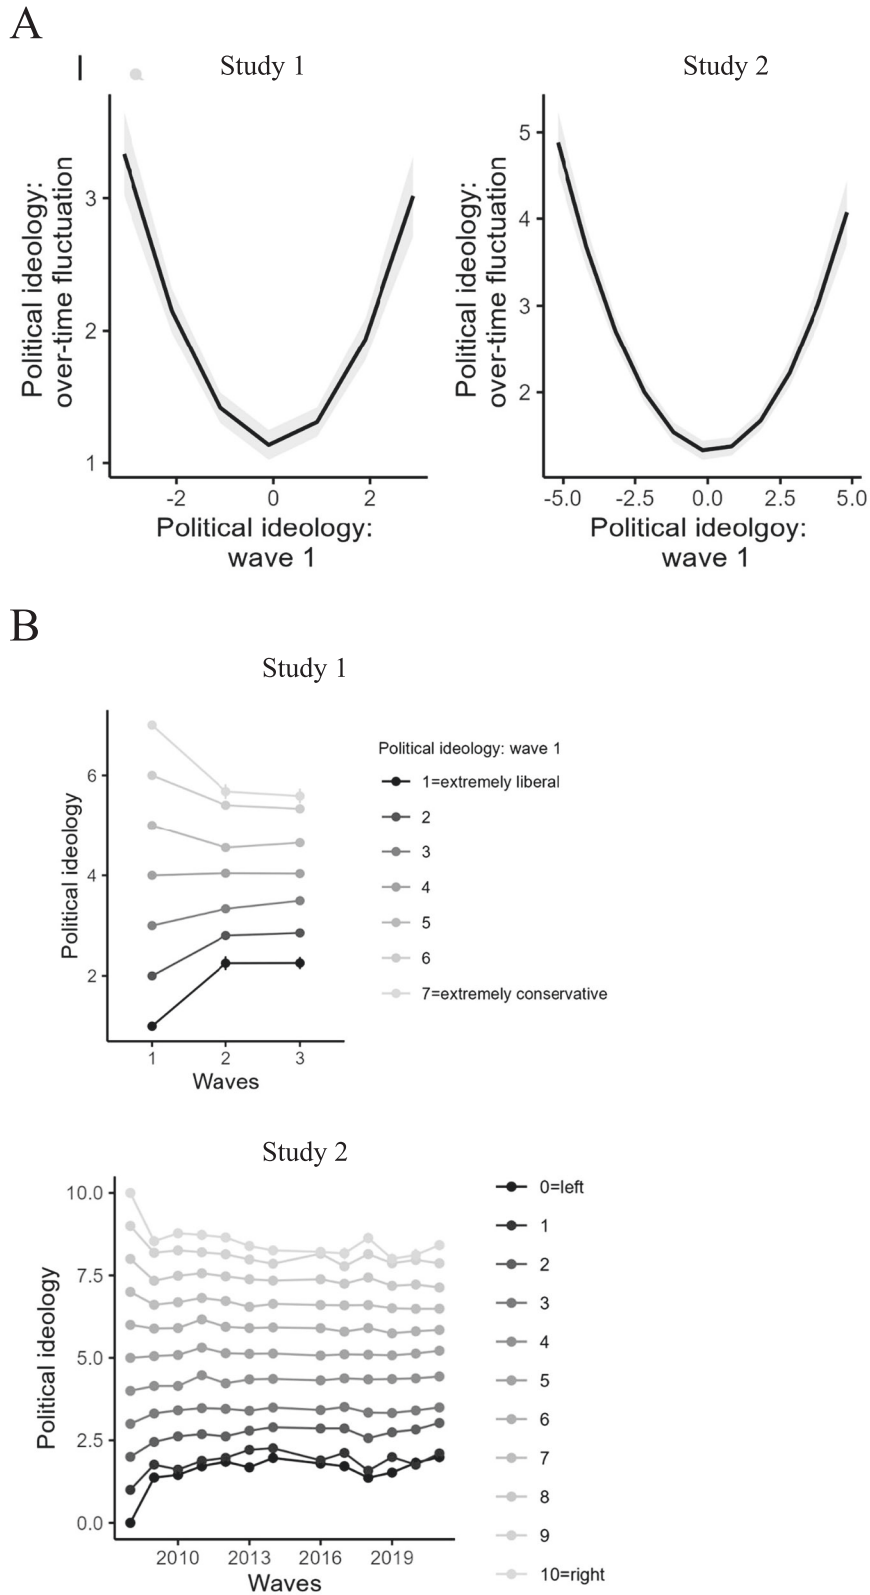 A
Study 1
Study 2
Political ideology:
over-time fluctuation
3
2
1
-2 0 2
Political ideology:
wave 1
Political ideology:
over-time fluctuation
5
4
3
2
-5.0 -2.5 0.0 2.5 5.0
Political ideolgoy:
wave 1
B
Study 1
Political ideology
6
4
2
1 2 3
Waves
Political ideology: wave 1
1=extremely liberal
2
3
4
5
6
7=extremely conservative
Study 2
Political ideology
10.0
7.5
5.0
2.5
0.0
2010 2013 2016 2019
Waves
0=left
1
2
3
4
5
6
7
8
9
10=right